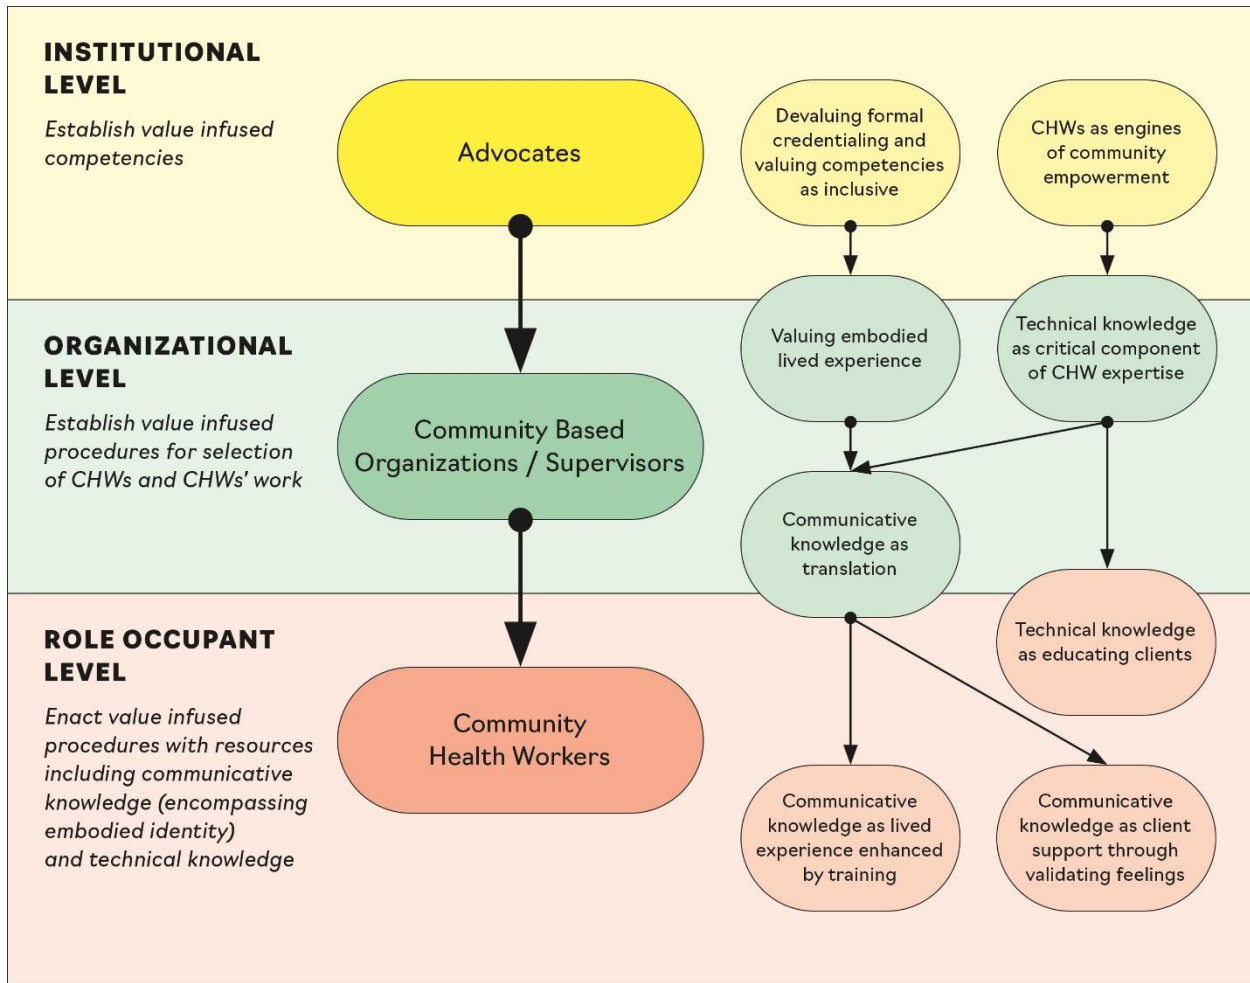 INSTITUTIONAL
LEVEL
Establish value infused
competencies
Advocates
Devaluing formal
credentialing and
valuing competencies
as inclusive
CHWs as engines
of community
empowerment
ORGANIZATIONAL
LEVEL
Establish value infused
procedures for selection
of CHWs and CHWs' work
Community Based
Organizations / Supervisors
Valuing embodied
lived experience
Technical knowledge
as critical component
of CHW expertise
Communicative
knowledge as
translation
ROLE OCCUPANT
LEVEL
Enact value infused
procedures with resources
including communicative
knowledge (encompassing
embodied identity)
and technical knowledge
Community
Health Workers
Technical knowledge
as educating clients
Communicative
knowledge as lived
experience enhanced
by training
Communicative
knowledge as client
support through
validating feelings